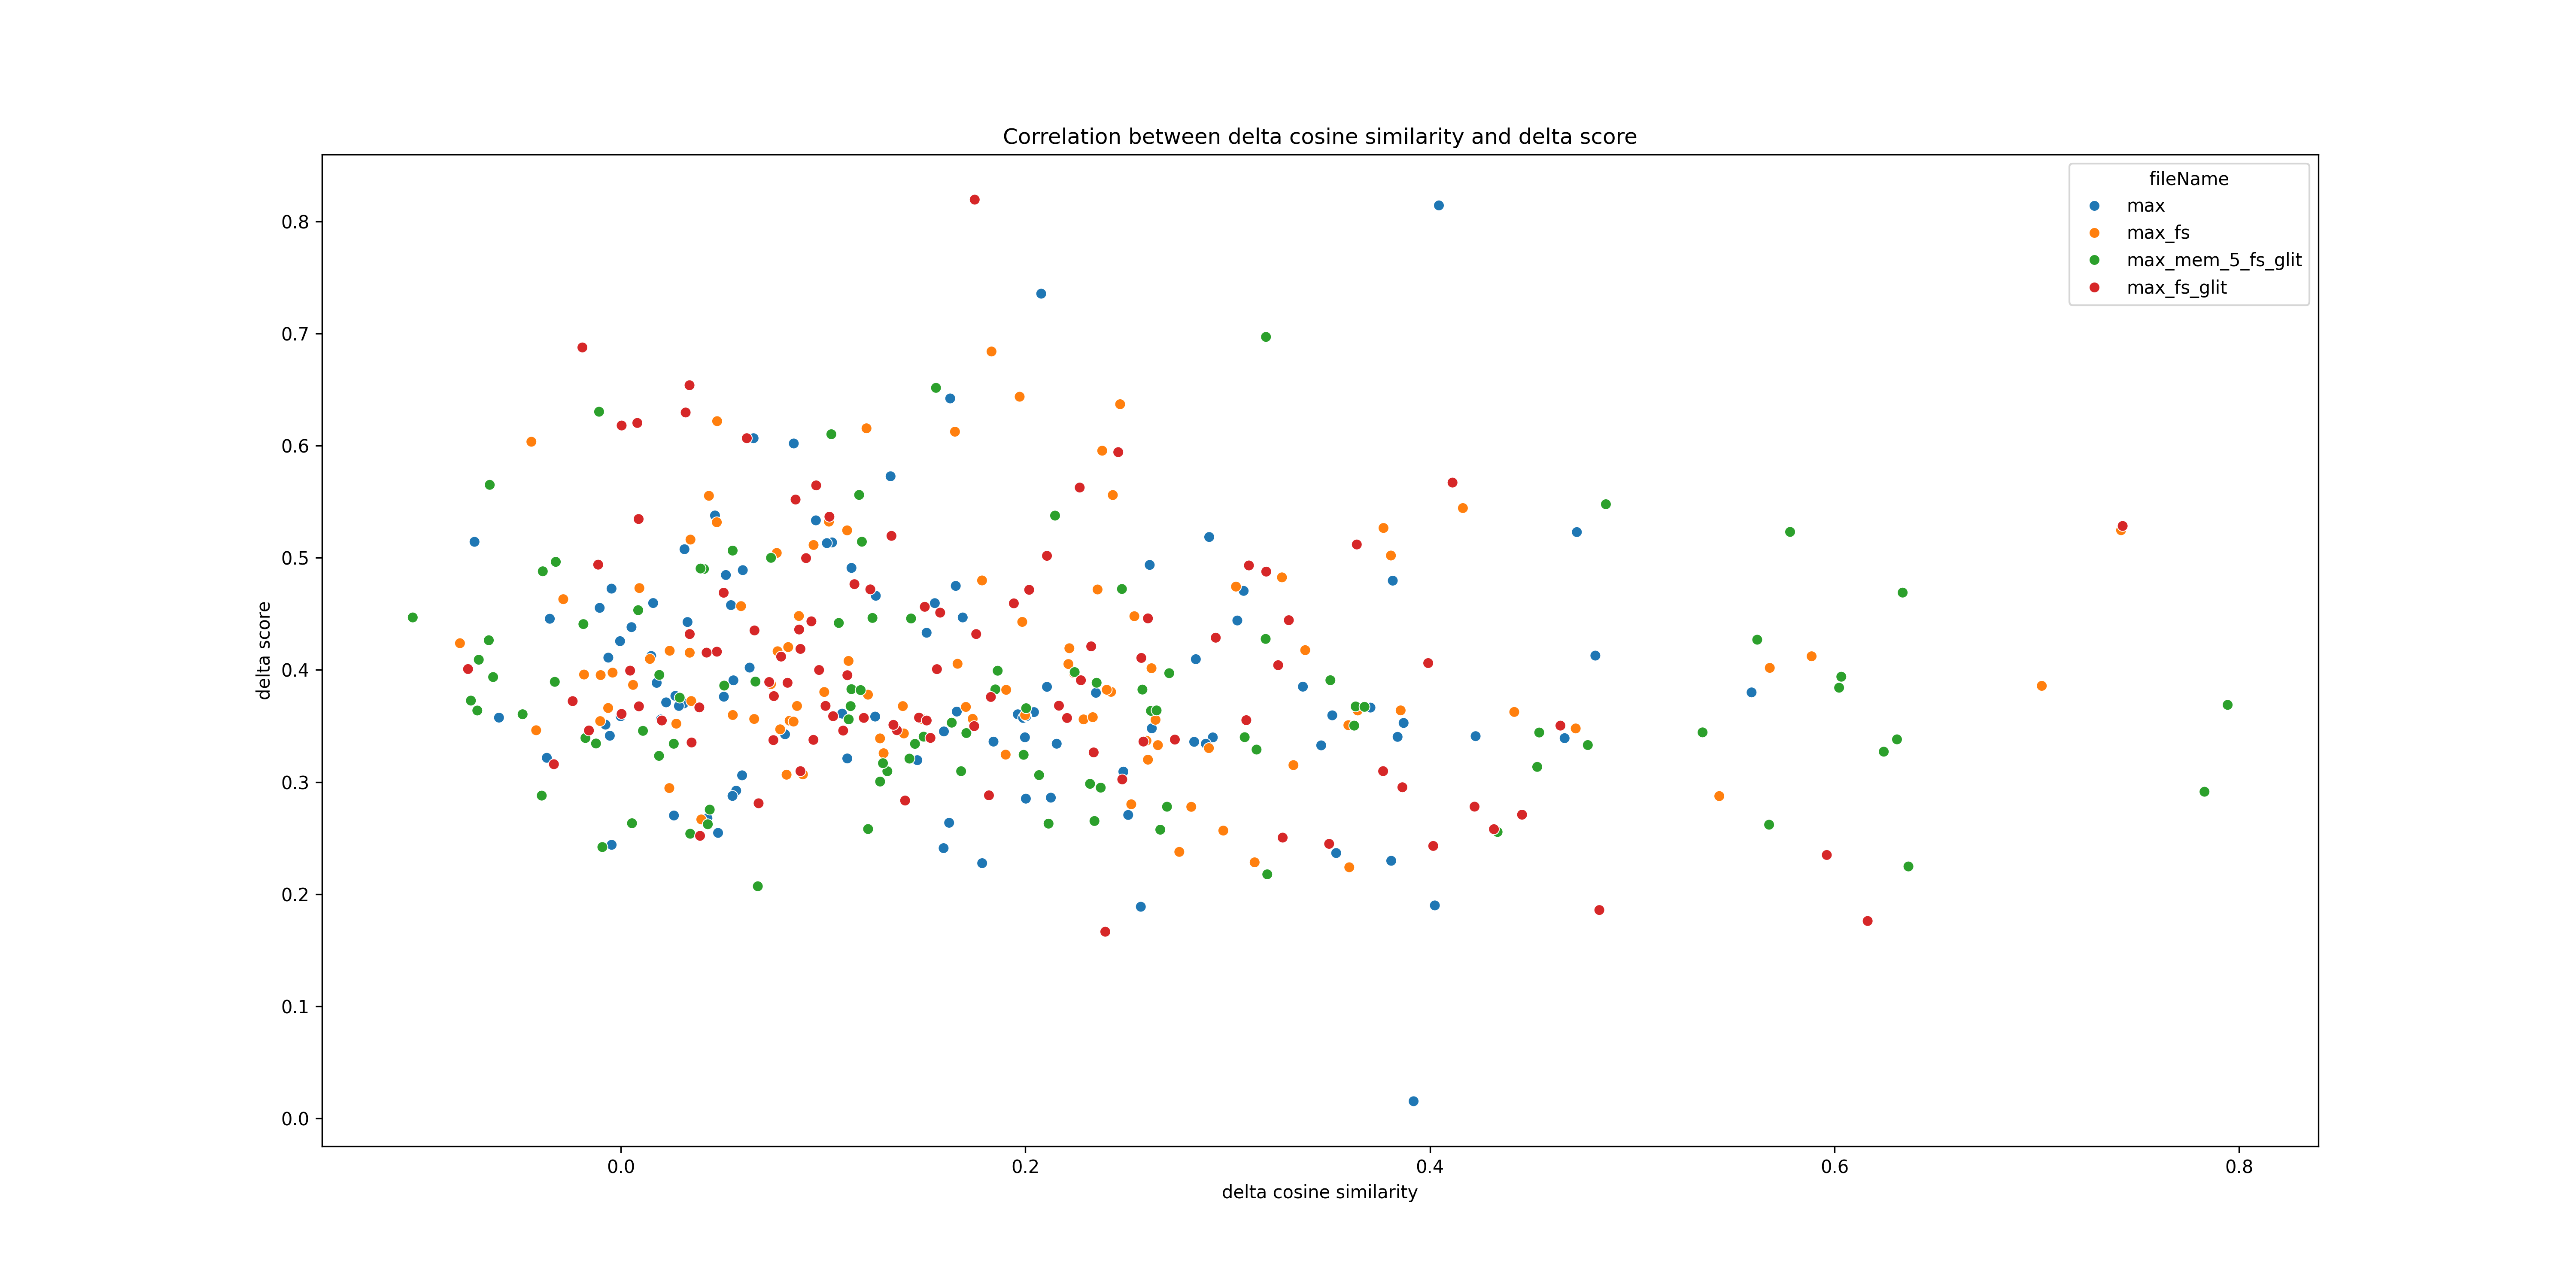 Correlation between delta cosine similarity and delta score
fileName
max
max_fs
max_mem_5_fs_glit
max_fs_glit
0.8
0.7
0.6
0.5
0.4
0.3
0.2
0.1
0.0
delta score
0.0 0.2 0.4 0.6 0.8
delta cosine similarity